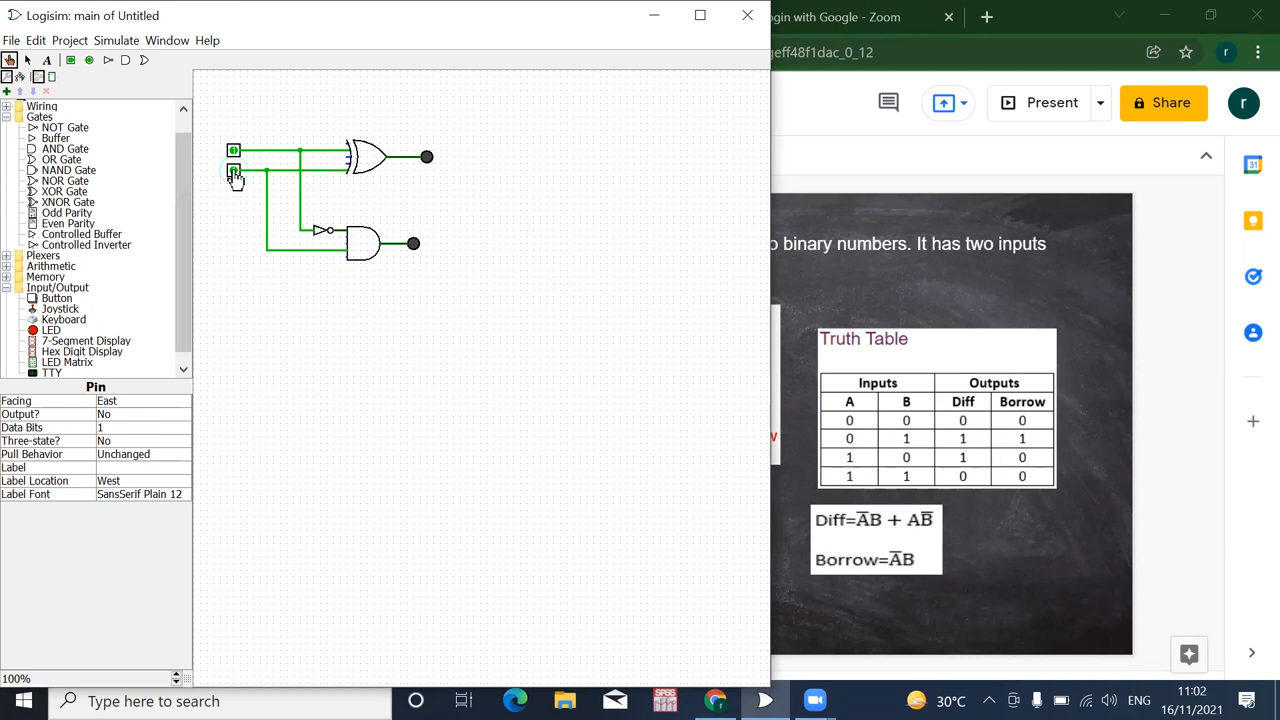 Logisim: main of Untitled
File Edit Project Simulate Window Help
A
Wiring
Gates
NOT Gate
Buffer
AND Gate
OR Gate
NAND Gate
NOR Gate
XOR Gate
XNOR Gate
Odd Parity
Even Parity
Controlled Buffer
Controlled Inverter
Plexers
Arithmetic
Memory
Input/Output
Button
Joystick
Keyboard
LED
7-Segment Display
Hex Digit Display
LED Matrix
TTY
Pin
Facing East
Output? No
Data Bits 1
Three-state? No
Pull Behavior Unchanged
Label
Label Location West
Label Font SansSerif Plain 12
100%
ogin with Google - Zoom
geff48f1dac_0_12
r
Present
Share
r
31
o binary numbers. It has two inputs
Truth Table
Inputs Outputs
A B Diff Borrow
0 0 0 0
0 1 1 1
1 0 1 0
1 1 0 0
Diff=A̅B + AB̅
Borrow=A̅B
Type here to search
SPSS
30°C
ENG
11:02
16/11/2021